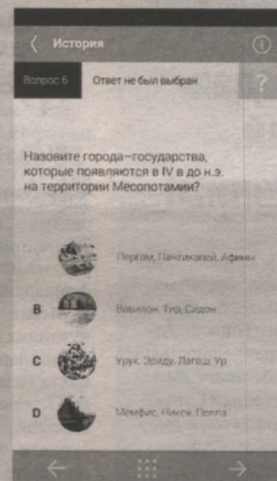 История
Вопрос 6 Ответ не был выбран ?
Назовите города-государства,
которые появляются в IV в до н.э.
на территории Месопотамии?
Пергам, Пантикапей, Афины
B Вавилон, Тир, Сидон
C Урук, Эриду, Лагаш, Ур
D Мемфис, Никея, Пелла